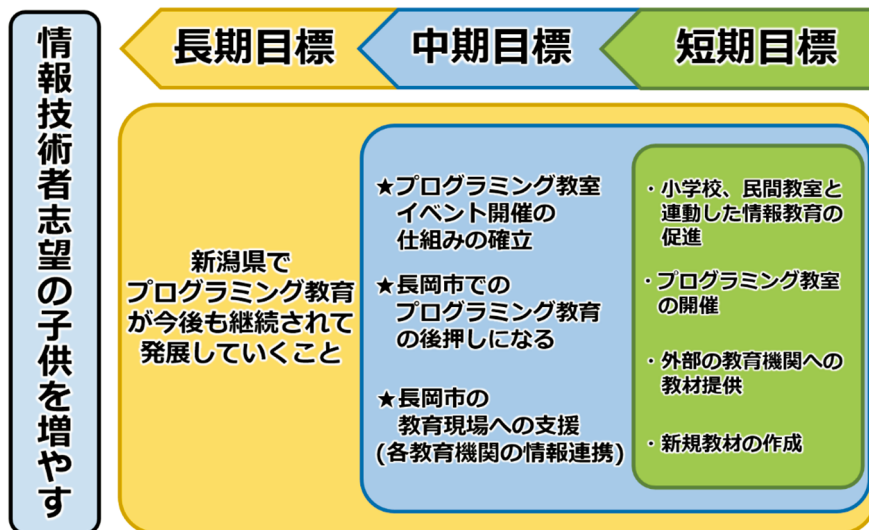 情報技術者志望の子供を増やす
長期目標
中期目標
短期目標
新潟県で
プログラミング教育
が今後も継続されて
発展していくこと
★プログラミング教室
イベント開催の
仕組みの確立
★長岡市での
プログラミング教育
の後押しになる
★長岡市の
教育現場への支援
(各教育機関の情報連携)
・小学校、民間教室と
連動した情報教育の
促進
・プログラミング教室
の開催
・外部の教育機関への
教材提供
・新規教材の作成